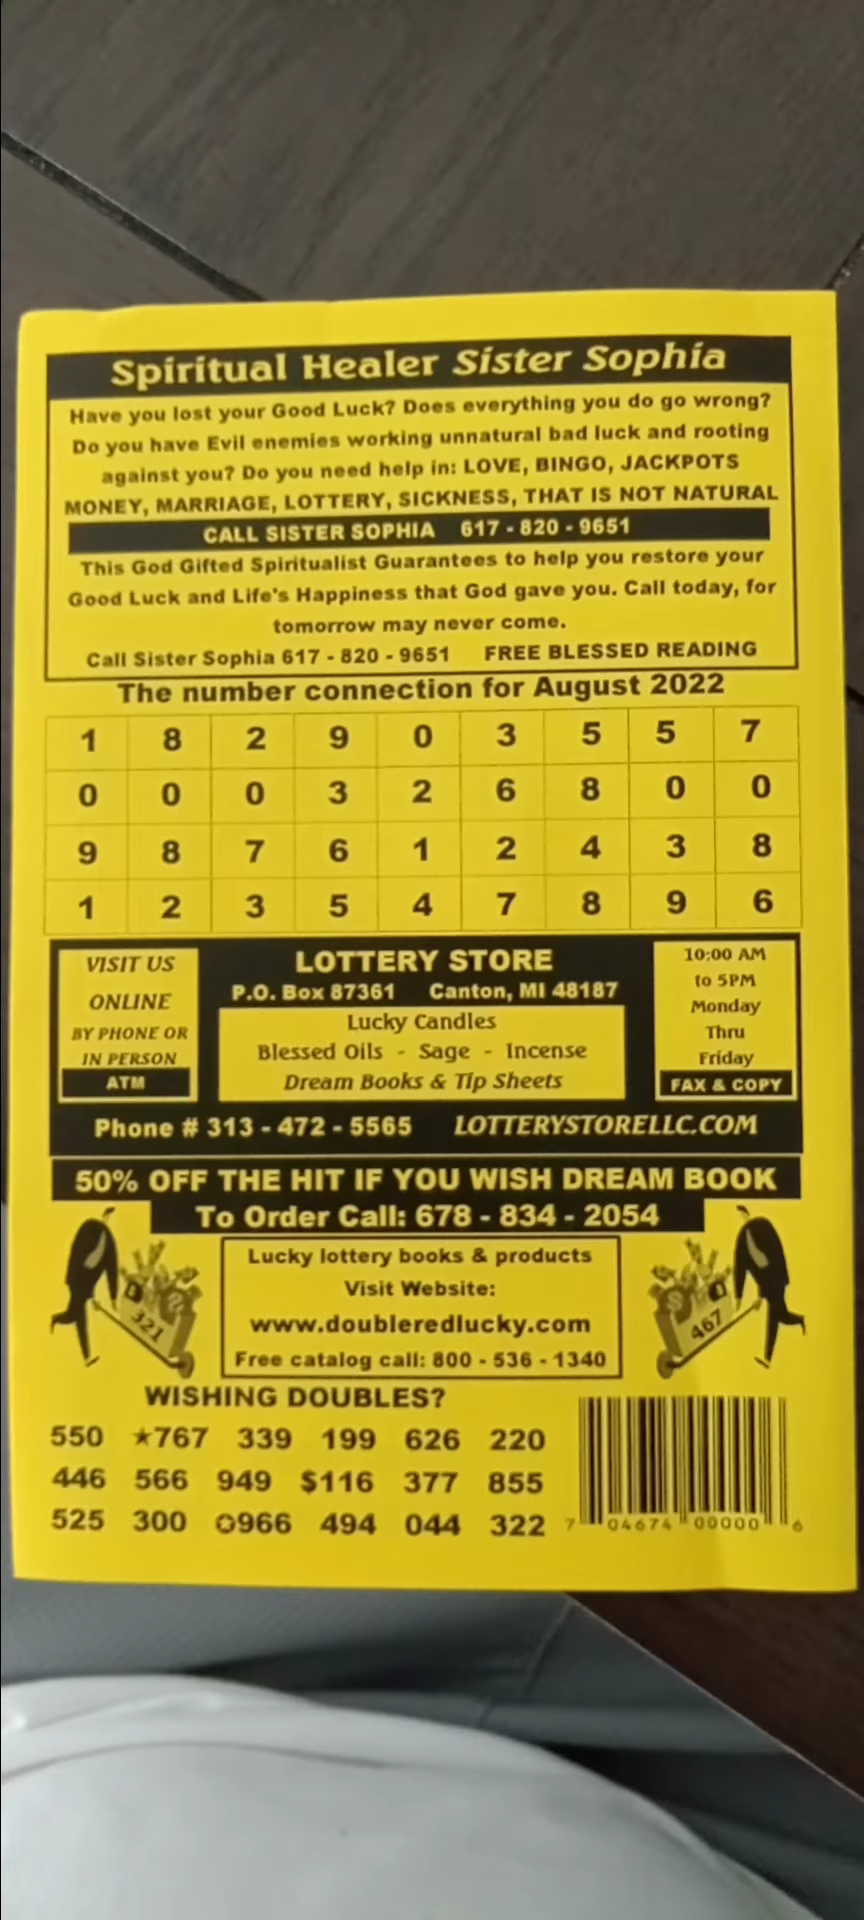 Spiritual Healer Sister Sophia
Have you lost your Good Luck? Does everything you do go wrong?
Do you have Evil enemies working unnatural bad luck and rooting
against you? Do you need help in: LOVE, BINGO, JACKPOTS
MONEY, MARRIAGE, LOTTERY, SICKNESS, THAT IS NOT NATURAL
CALL SISTER SOPHIA 617 - 820 - 9651
This God Gifted Spiritualist Guarantees to help you restore your
Good Luck and Life's Happiness that God gave you. Call today, for
tomorrow may never come.
Call Sister Sophia 617 - 820 - 9651 FREE BLESSED READING
The number connection for August 2022
1 8 2 9 0 3 5 5 7
0 0 0 3 2 6 8 0 0
9 8 7 6 1 2 4 3 8
1 2 3 5 4 7 8 9 6
VISIT US
ONLINE
BY PHONE OR
IN PERSON
ATM
LOTTERY STORE
P.O. Box 87361 Canton, MI 48187
Lucky Candles
Blessed Oils - Sage - Incense
Dream Books & Tip Sheets
10:00 AM
to 5PM
Monday
Thru
Friday
FAX & COPY
Phone # 313 - 472 - 5565 LOTTERYSTORELLC.COM
50% OFF THE HIT IF YOU WISH DREAM BOOK
To Order Call: 678 - 834 - 2054
321
Lucky lottery books & products
Visit Website:
www.doubleredlucky.com
Free catalog call: 800 - 536 - 1340
467
WISHING DOUBLES?
550 ★767 339 199 626 220
446 566 949 $116 377 855
525 300 ✪966 494 044 322
7 04674 00000 6